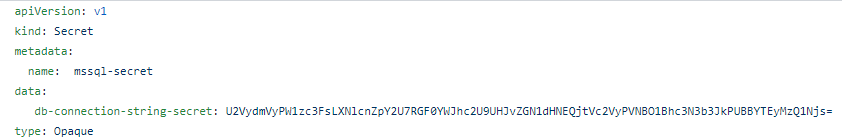 apiVersion: v1
kind: Secret
metadata:
  name:  mssql-secret
data:
   db-connection-string-secret: U2VydmVyPW1zc3FsLXNlcnZpY2U7RGF0YWJhc2U9UHJvZGN1dHNEQjtVc2VyPVNBO1Bhc3N3b3JkPUBBYTEyMzQ1Njs=
type: Opaque